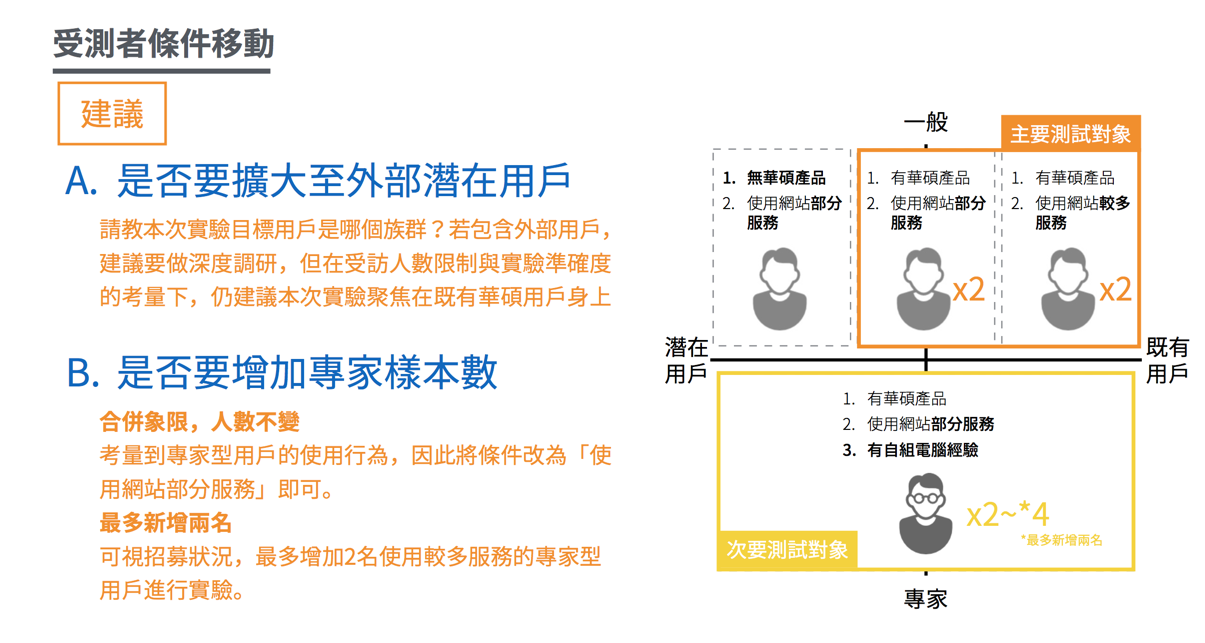 受測者條件移動
建議
A. 是否要擴大至外部潛在用戶
請教本次實驗目標用戶是哪個族群？若包含外部用戶，
建議要做深度調研，但在受訪人數限制與實驗準確度
的考量下，仍建議本次實驗聚焦在既有華碩用戶身上
B. 是否要增加專家樣本數
合併象限，人數不變
考量到專家型用戶的使用行為，因此將條件改為「使
用網站部分服務」即可。
最多新增兩名
可視招募狀況，最多增加2名使用較多服務的專家型
用戶進行實驗。
一般
主要測試對象
1. 無華碩產品
2. 使用網站部分
服務
1. 有華碩產品
2. 使用網站部分
服務
x2
1. 有華碩產品
2. 使用網站較多
服務
x2
潛在
用戶
既有
用戶
1. 有華碩產品
2. 使用網站部分服務
3. 有自組電腦經驗
x2~*4
*最多新增兩名
次要測試對象
專家